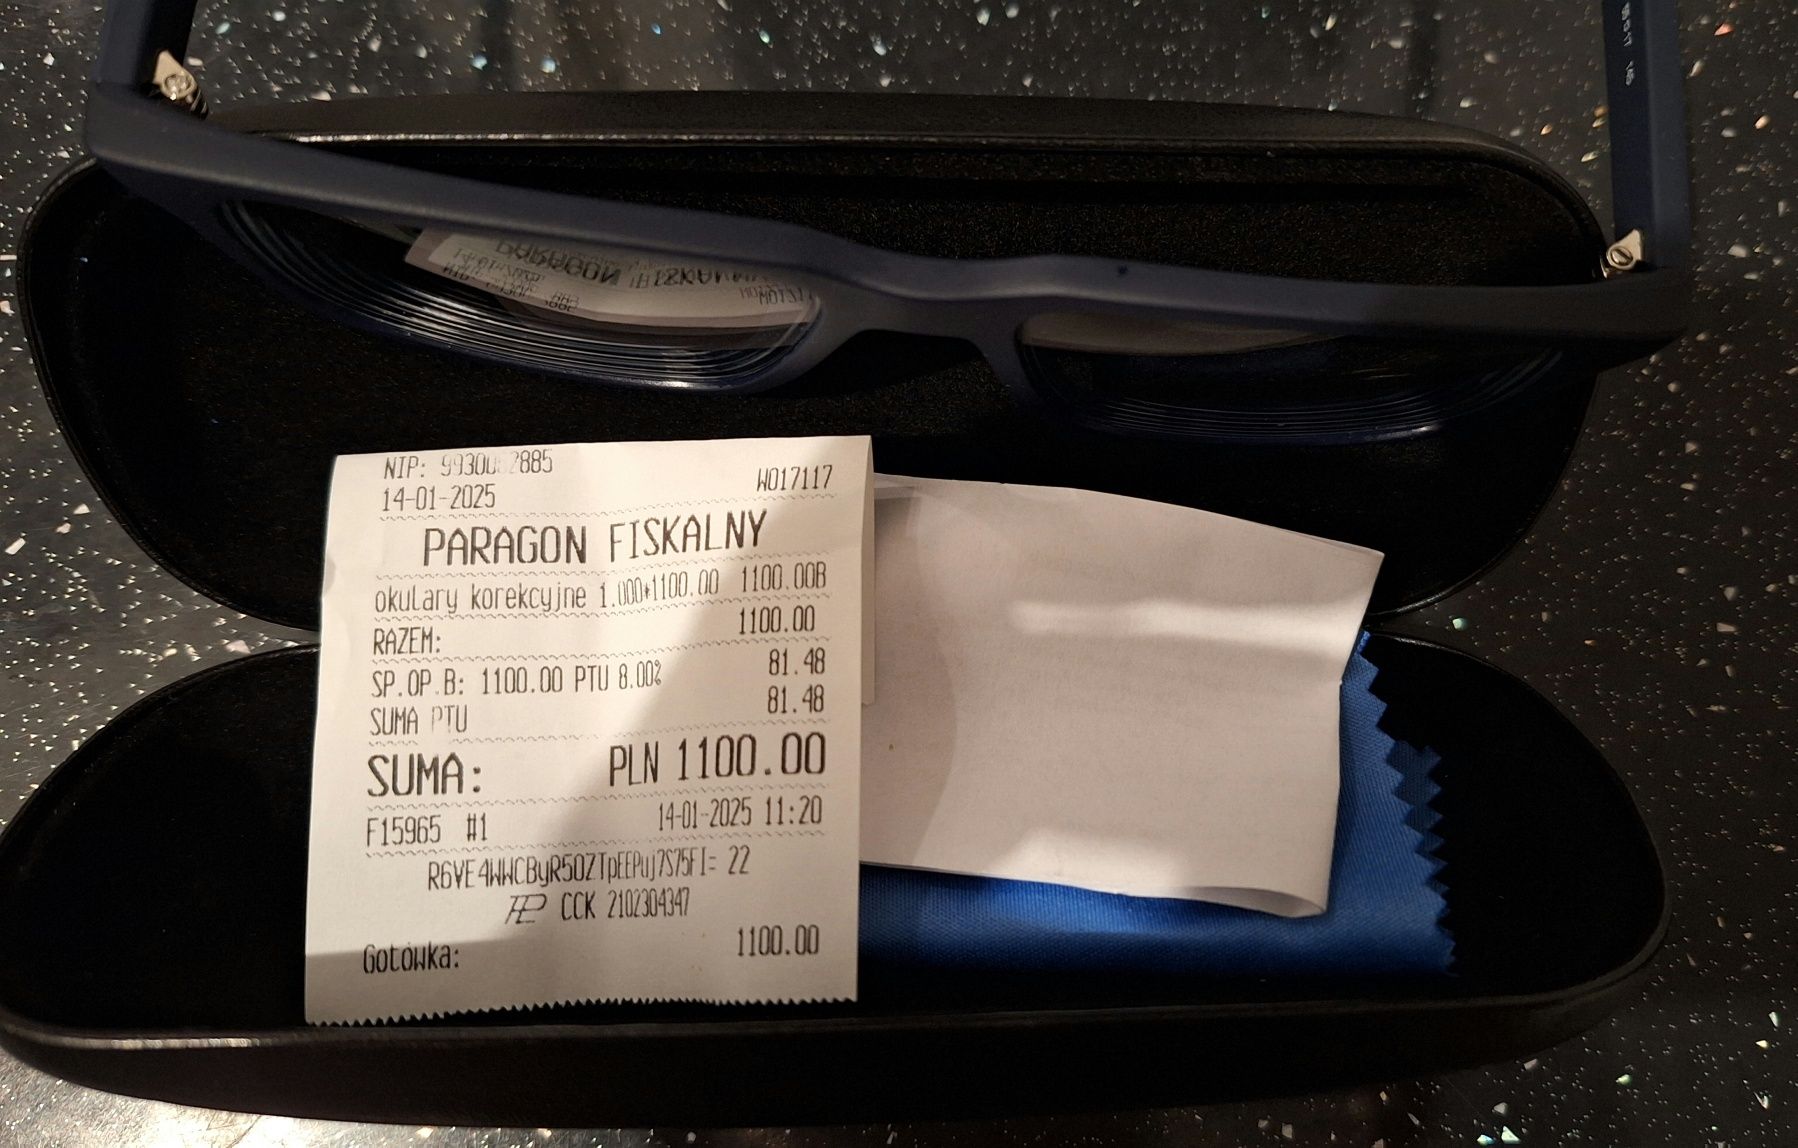 NIP:
14-01-2025 W017117
PARAGON FISKALNY
okulary korekcyjne 1.000*1100.00 1100.00B
RAZEM: 1100.00
SP.OP.B: 1100.00 PTU 8.00% 81.48
SUMA PTU 81.48
SUMA: PLN 1100.00
F15965 #1 14-01-2025 11:20
22
CCK 2102304347
Gotówka: 1100.00